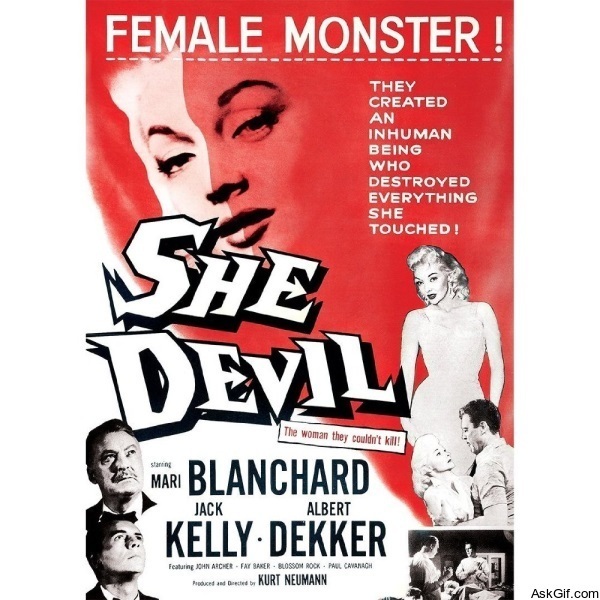 FEMALE MONSTER !
THEY
CREATED
AN
INHUMAN
BEING
WHO
DESTROYED
EVERYTHING
SHE
TOUCHED!
SHE
DEVIL
The woman they couldn't kill!
starring
MARI BLANCHARD
JACK ALBERT
KELLY · DEKKER
Featuring JOHN ARCHER · FAY BAKER · BLOSSOM ROCK · PAUL CAVANAGH
Produced and Directed by KURT NEUMANN
AskGif.com